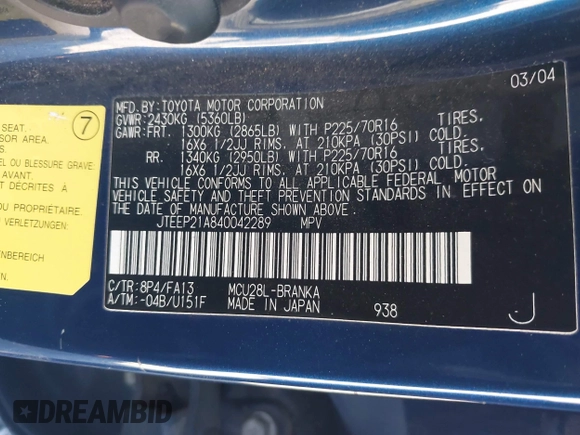 03/04
MFD.BY:TOYOTA MOTOR CORPORATION
GVWR:2430KG (5360LB)
GAWR:FRT. 1300KG (2865LB) WITH P225/70R16 TIRES.
16X6 1/2JJ RIMS. AT 210KPA (30PSI) COLD.
RR. 1340KG (2950LB) WITH P225/70R16 TIRES.
16X6 1/2JJ RIMS. AT 210KPA (30PSI) COLD.
THIS VEHICLE CONFORMS TO ALL APPLICABLE FEDERAL MOTOR
VEHICLE SAFETY AND THEFT PREVENTION STANDARDS IN EFFECT ON
THE DATE OF MANUFACTURE SHOWN ABOVE.
JTEEP21A840042289 MPV
C/TR:8P4/FA13 MCU28L-BRANKA
A/TM:-04B/U151F MADE IN JAPAN 938 J
7
SEAT.
SOR AREA.
S.
EL OU BLESSURE GRAVE
AVANT.
T DÉCRITES À
U PROPRIÉTAIRE.
NBEREICHEN
DREAMBID